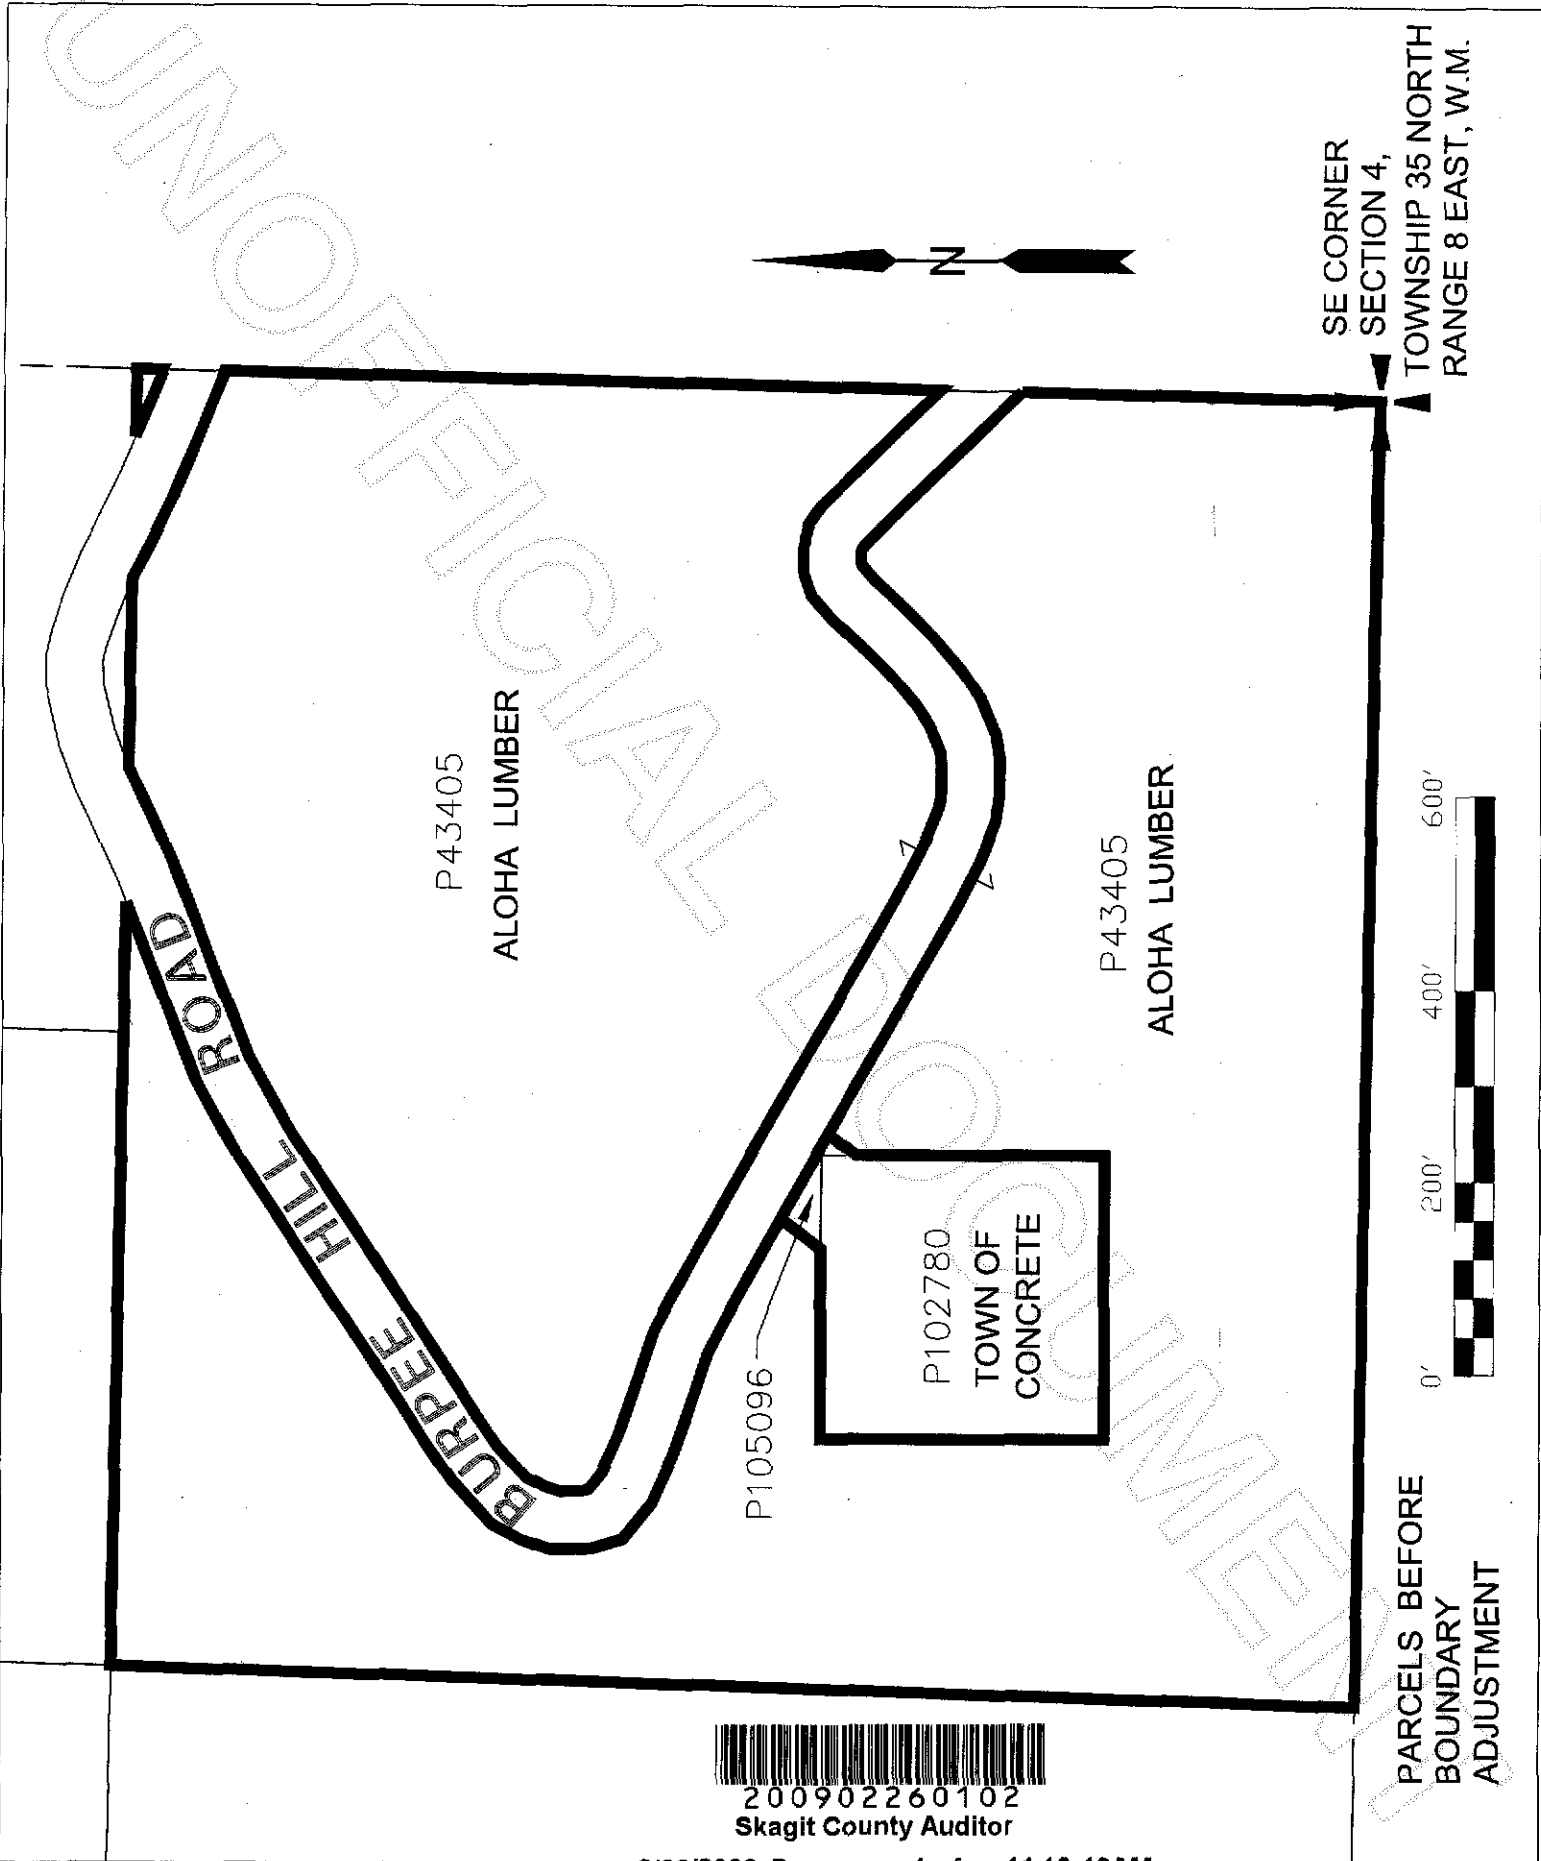 UNOFFICIAL DOCUMENT
SE CORNER
SECTION 4,
TOWNSHIP 35 NORTH
RANGE 8 EAST, W.M.
N
BURPEE HILL ROAD
P43405
ALOHA LUMBER
P43405
ALOHA LUMBER
P105096
P102780
TOWN OF
CONCRETE
Z
Z
0' 200' 400' 600'
PARCELS BEFORE
BOUNDARY
ADJUSTMENT
200902260102
Skagit County Auditor